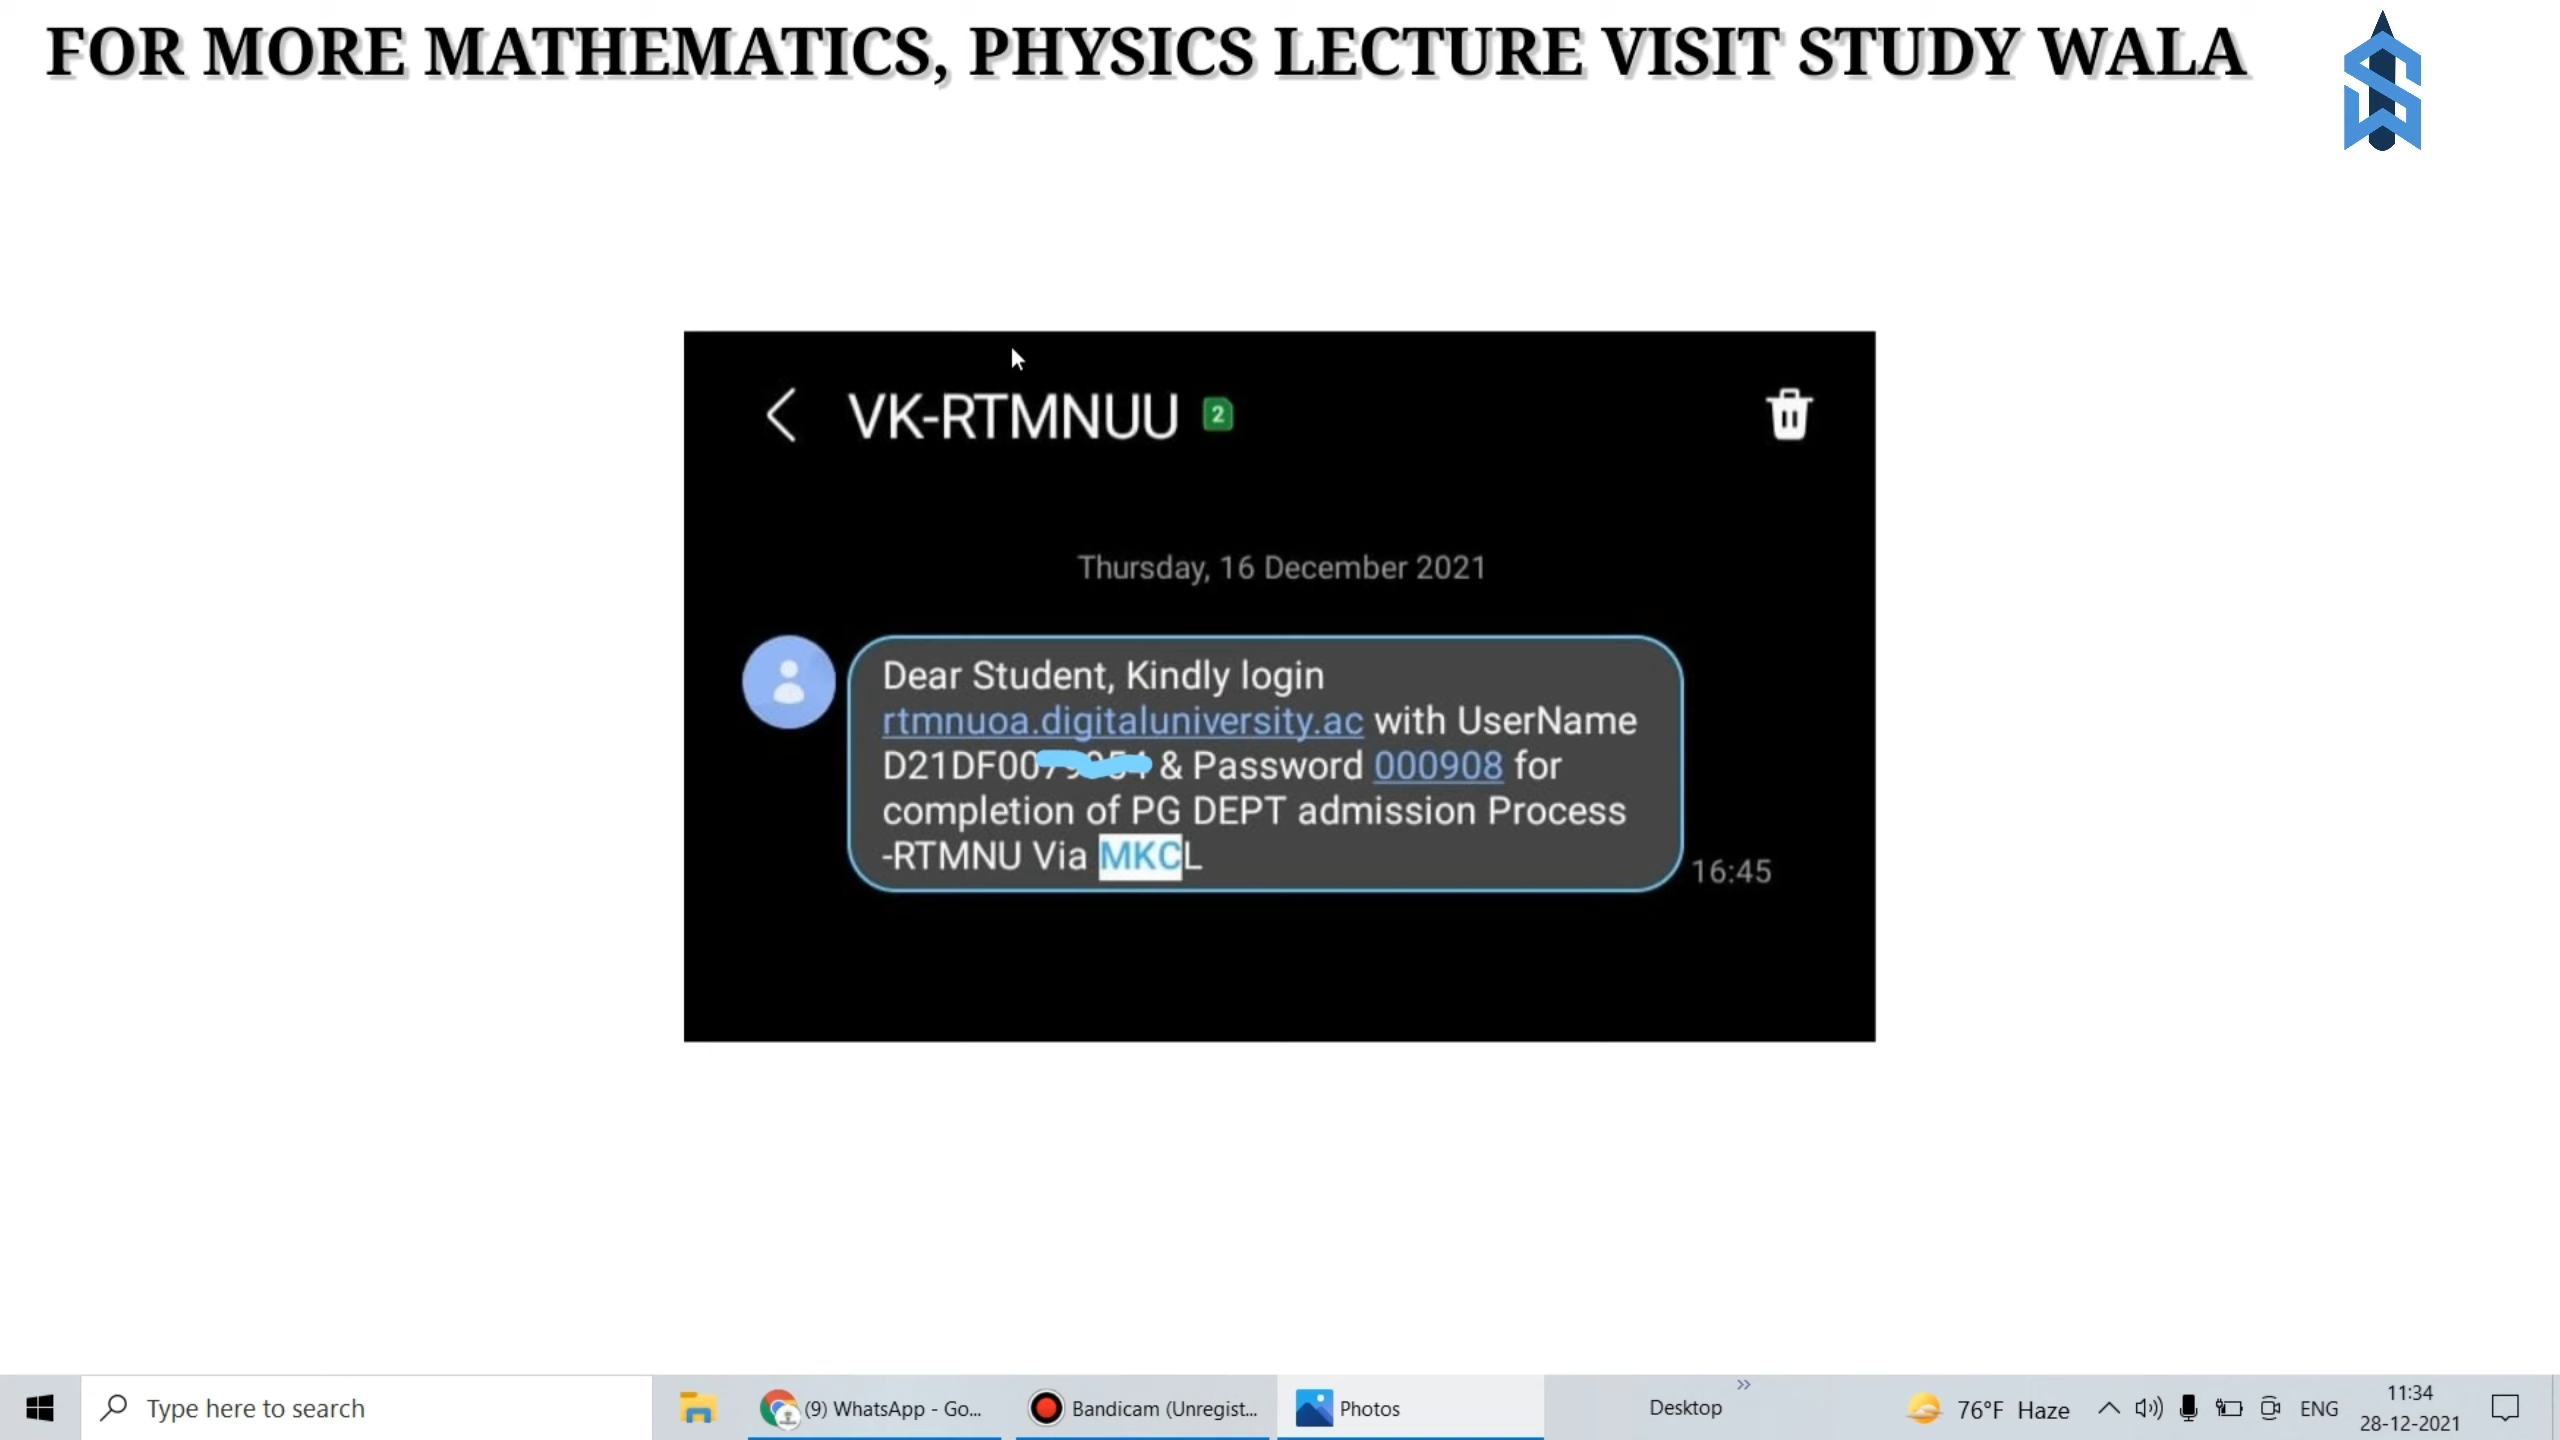 FOR MORE MATHEMATICS, PHYSICS LECTURE VISIT STUDY WALA
VK-RTMNUU 2
Thursday, 16 December 2021
Dear Student, Kindly login
rtmnuoa.digitaluniversity.ac with UserName
D21DF00 & Password 000908 for
completion of PG DEPT admission Process
-RTMNU Via MKCL
16:45
Type here to search
(9) WhatsApp - Go...
Bandicam (Unregist...
Photos
Desktop
76°F Haze
ENG
11:34
28-12-2021